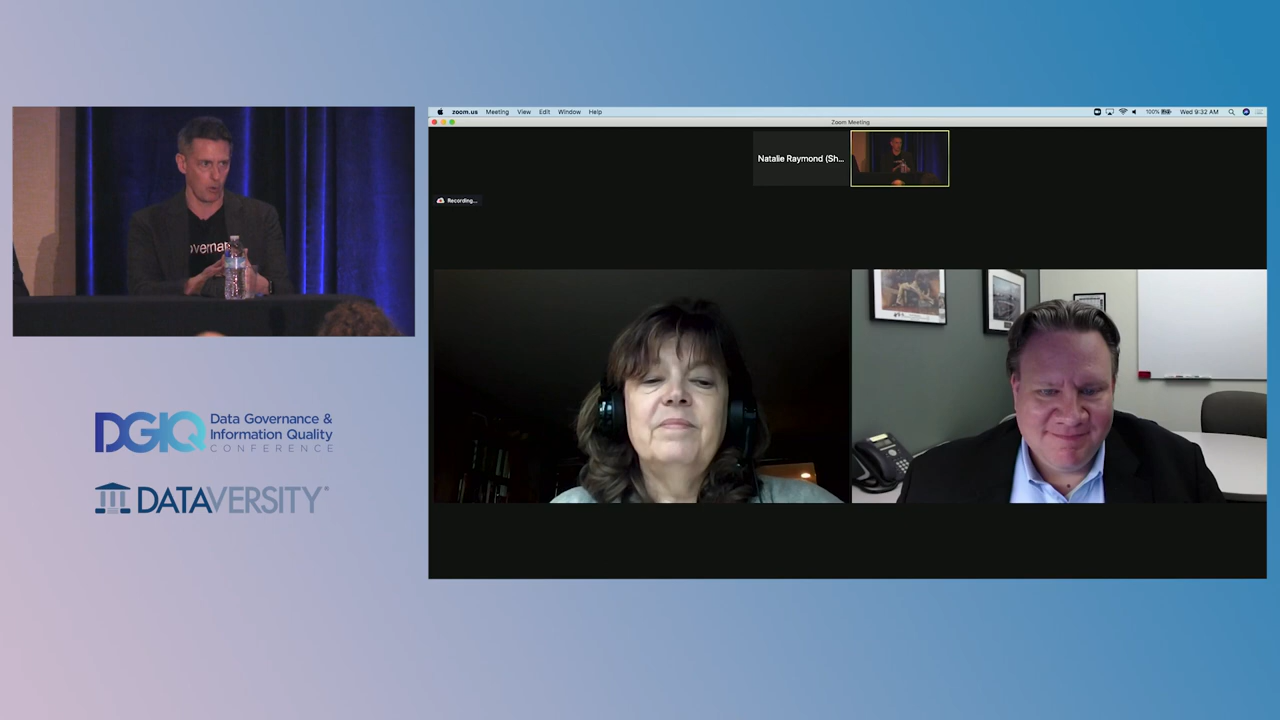 zoom.us Meeting View Edit Window Help
100% Wed 9:32 AM
Zoom Meeting
Natalie Raymond (Sh...
Recording...
DGIQ Data Governance &
Information Quality
CONFERENCE
DATAVERSITY®